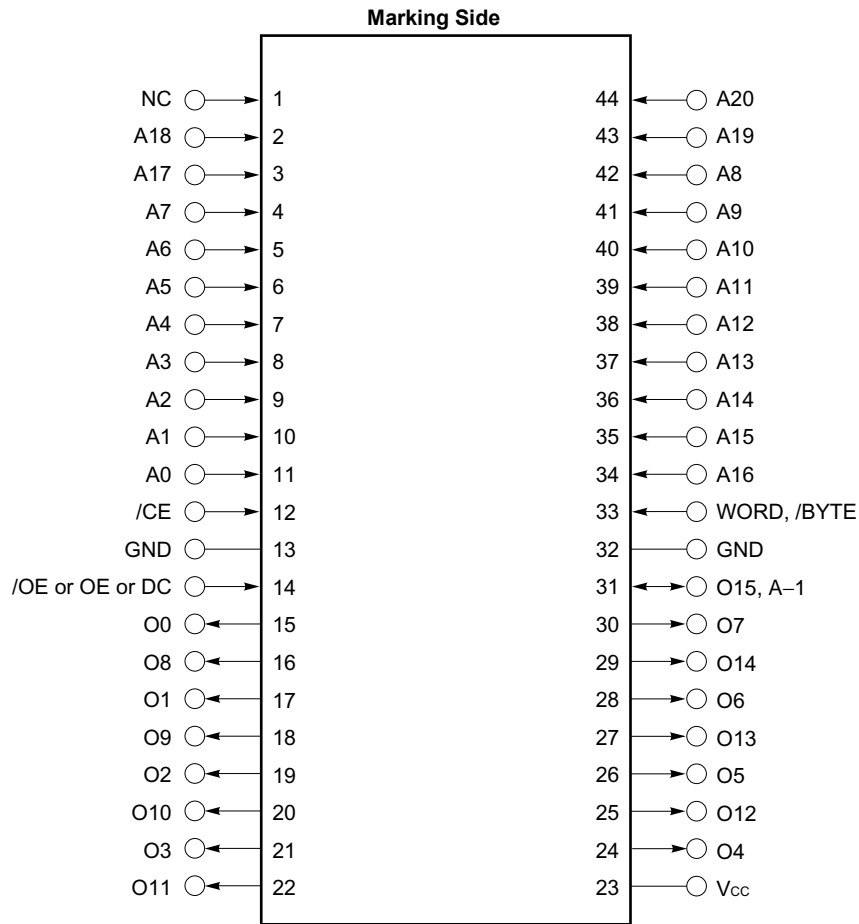 Marking Side
NC 1 44 A20
A18 2 43 A19
A17 3 42 A8
A7 4 41 A9
A6 5 40 A10
A5 6 39 A11
A4 7 38 A12
A3 8 37 A13
A2 9 36 A14
A1 10 35 A15
A0 11 34 A16
/CE 12 33 WORD, /BYTE
GND 13 32 GND
/OE or OE or DC 14 31 O15, A–1
O0 15 30 O7
O8 16 29 O14
O1 17 28 O6
O9 18 27 O13
O2 19 26 O5
O10 20 25 O12
O3 21 24 O4
O11 22 23 Vcc